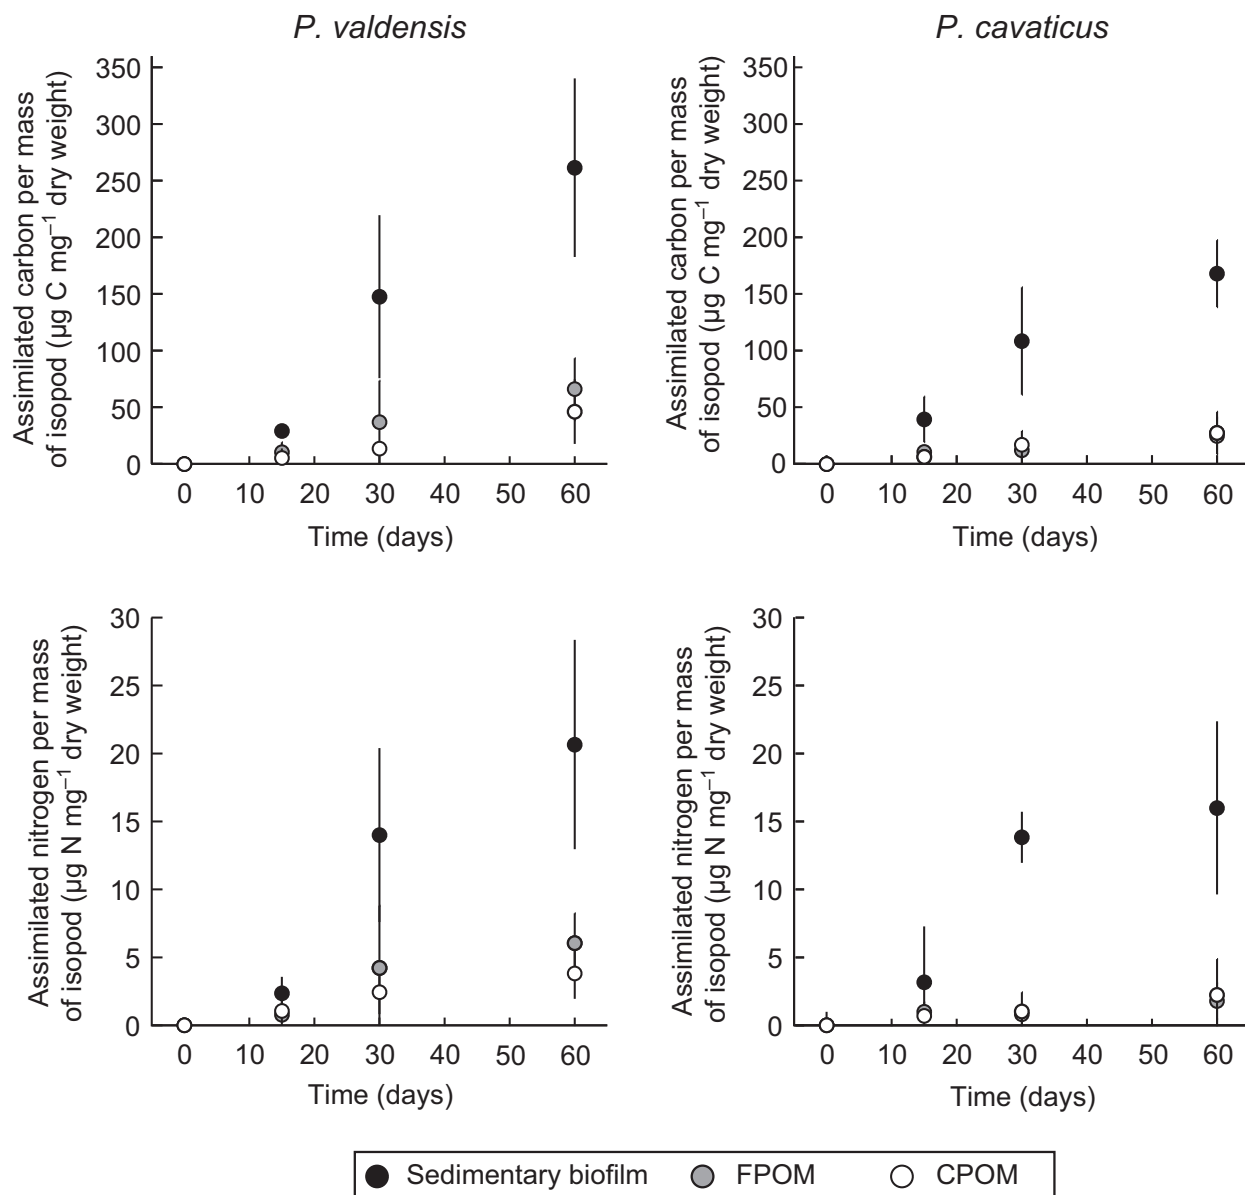 P. valdensis
P. cavaticus
Assimilated carbon per mass
of isopod (µg C mg⁻¹ dry weight)
350
300
250
200
150
100
50
0
0 10 20 30 40 50 60
Time (days)
Assimilated carbon per mass
of isopod (µg C mg⁻¹ dry weight)
350
300
250
200
150
100
50
0
0 10 20 30 40 50 60
Time (days)
Assimilated nitrogen per mass
of isopod (µg N mg⁻¹ dry weight)
30
25
20
15
10
5
0
0 10 20 30 40 50 60
Time (days)
Assimilated nitrogen per mass
of isopod (µg N mg⁻¹ dry weight)
30
25
20
15
10
5
0
0 10 20 30 40 50 60
Time (days)
Sedimentary biofilm FPOM CPOM